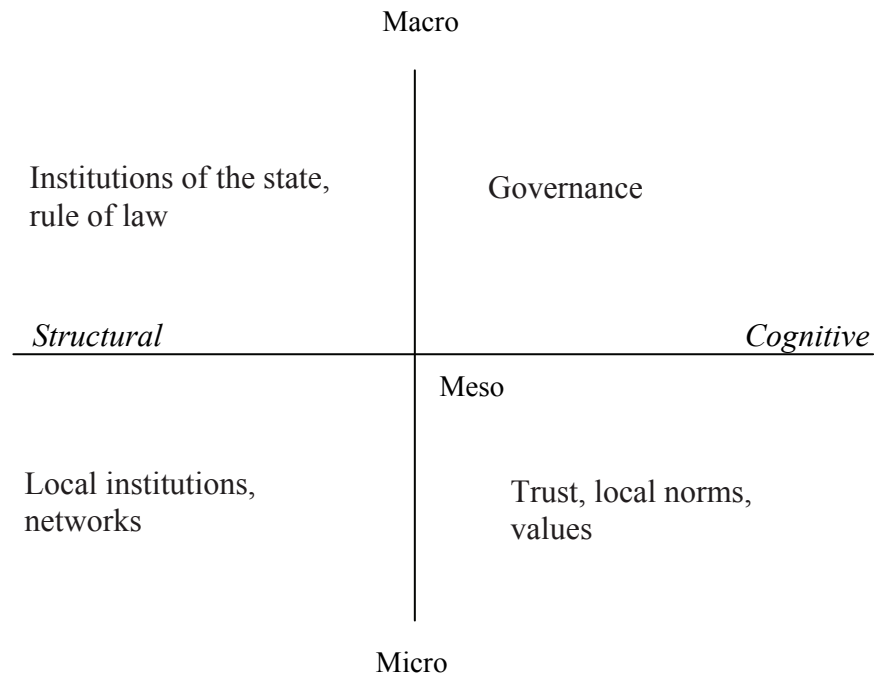 Macro
Institutions of the state,
rule of law
Governance
Structural
Cognitive
Meso
Local institutions,
networks
Trust, local norms,
values
Micro